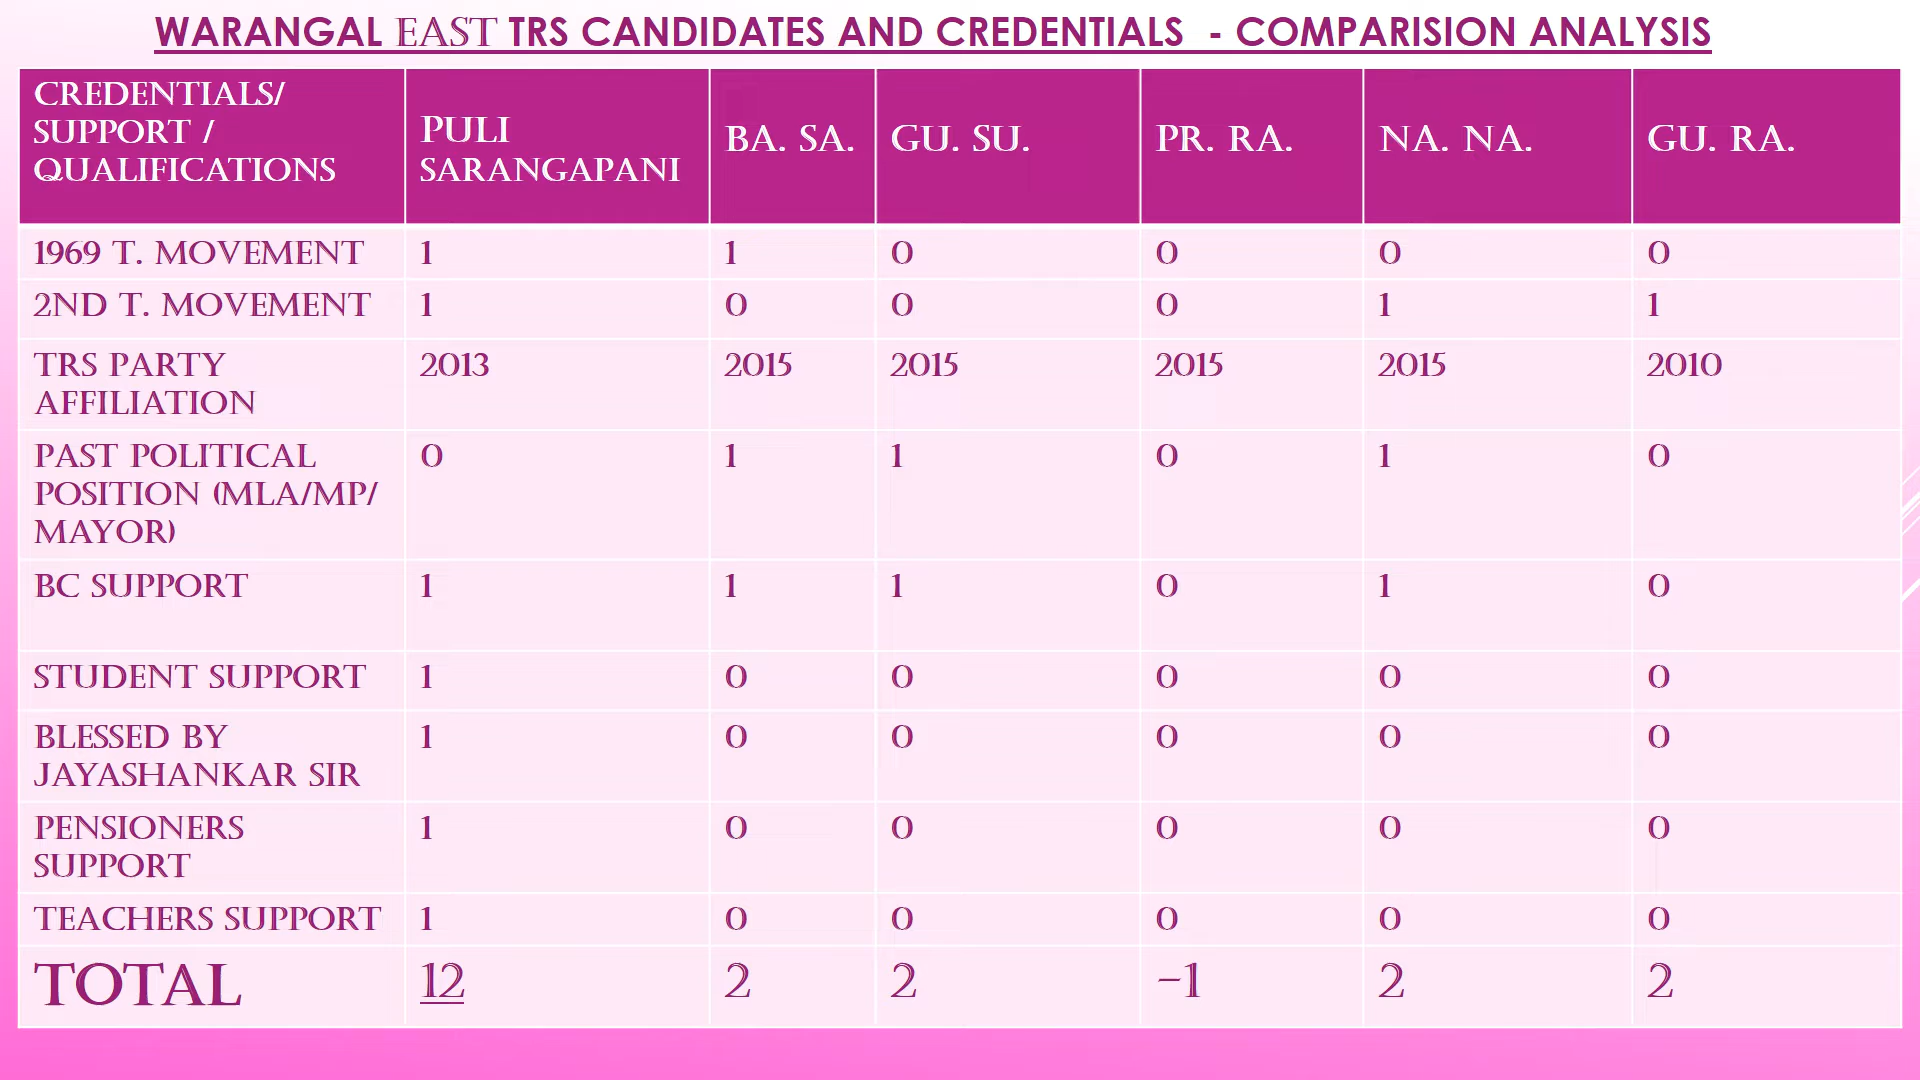 WARANGAL EAST TRS CANDIDATES AND CREDENTIALS - COMPARISION ANALYSIS
CREDENTIALS/
SUPPORT /
QUALIFICATIONS
PULI
SARANGAPANI
BA. SA.
GU. SU.
PR. RA.
NA. NA.
GU. RA.
1969 T. MOVEMENT 1 1 0 0 0 0
2ND T. MOVEMENT 1 0 0 0 1 1
TRS PARTY
AFFILIATION
2013 2015 2015 2015 2015 2010
PAST POLITICAL
POSITION (MLA/MP/
MAYOR)
0 1 1 0 1 0
BC SUPPORT 1 1 1 0 1 0
STUDENT SUPPORT 1 0 0 0 0 0
BLESSED BY
JAYASHANKAR SIR
1 0 0 0 0 0
PENSIONERS
SUPPORT
1 0 0 0 0 0
TEACHERS SUPPORT 1 0 0 0 0 0
TOTAL 12 2 2 -1 2 2